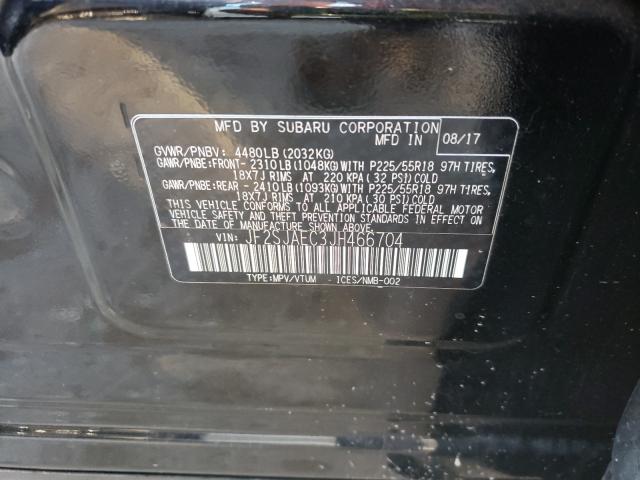 MFD BY SUBARU CORPORATION
MFD IN 08/17
GVWR/PNBV: 4480LB (2032KG)
GAWR/PNBE:FRONT-2310LB (1048KG)WITH P225/55R18 97H TIRES,
18X7J RIMS AT 220 KPA (32 PSI)COLD
GAWR/PNBE:REAR -2410LB (1093KG)WITH P225/55R18 97H TIRES,
18X7J RIMS AT 210 KPA (30 PSI)COLD
THIS VEHICLE CONFORMS TO ALL APPLICABLE FEDERAL MOTOR
VEHICLE SAFETY AND THEFT PREVENTION STANDARDS IN EFFECT
ON THE DATE OF MANUFACTURE SHOWN ABOVE.
VIN: JF2SJAEC3JH466704
TYPE:MPV/VTUM ICES/NMB-002